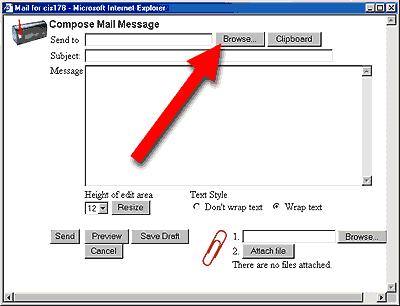 Mail for cis178 - Microsoft Internet Explorer
Compose Mail Message
Send to Browse... Clipboard
Subject:
Message
Height of edit area Text Style
12 Resize Don't wrap text Wrap text
Send Preview Save Draft 1. Browse...
Cancel 2. Attach file
There are no files attached.